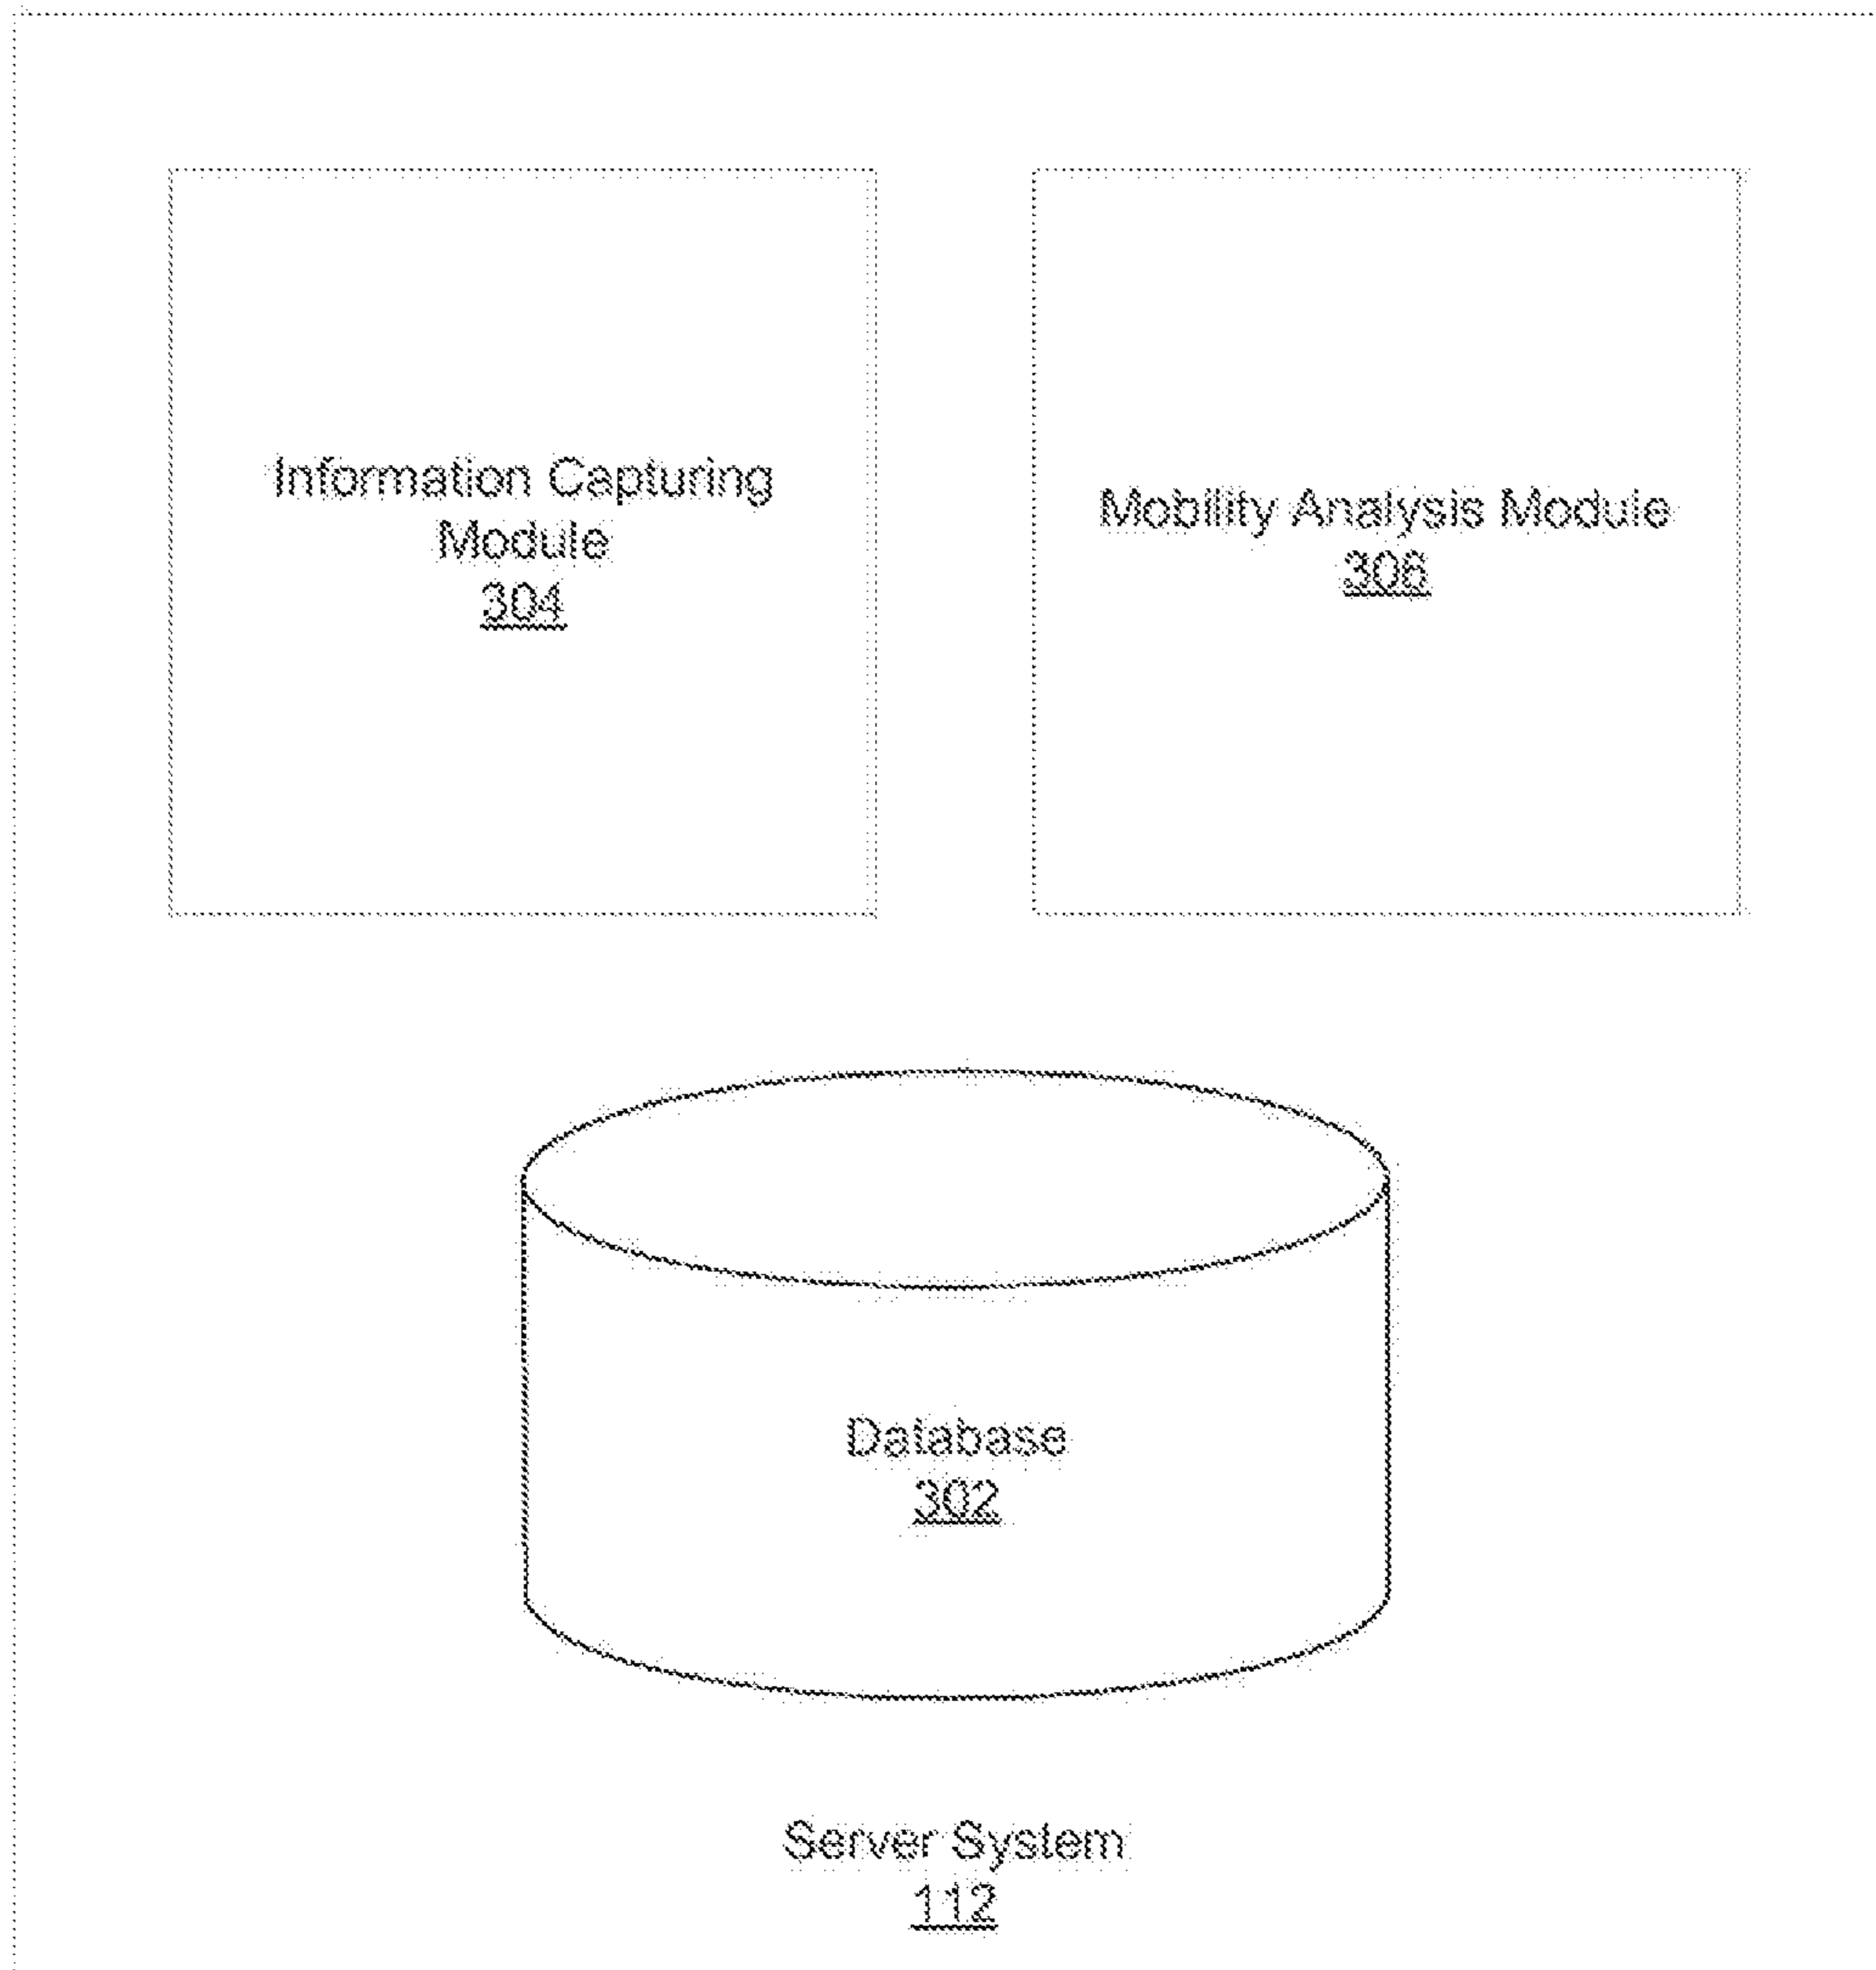 Information Capturing
Module
304
Mobility Analysis Module
306
Database
302
Server System
112